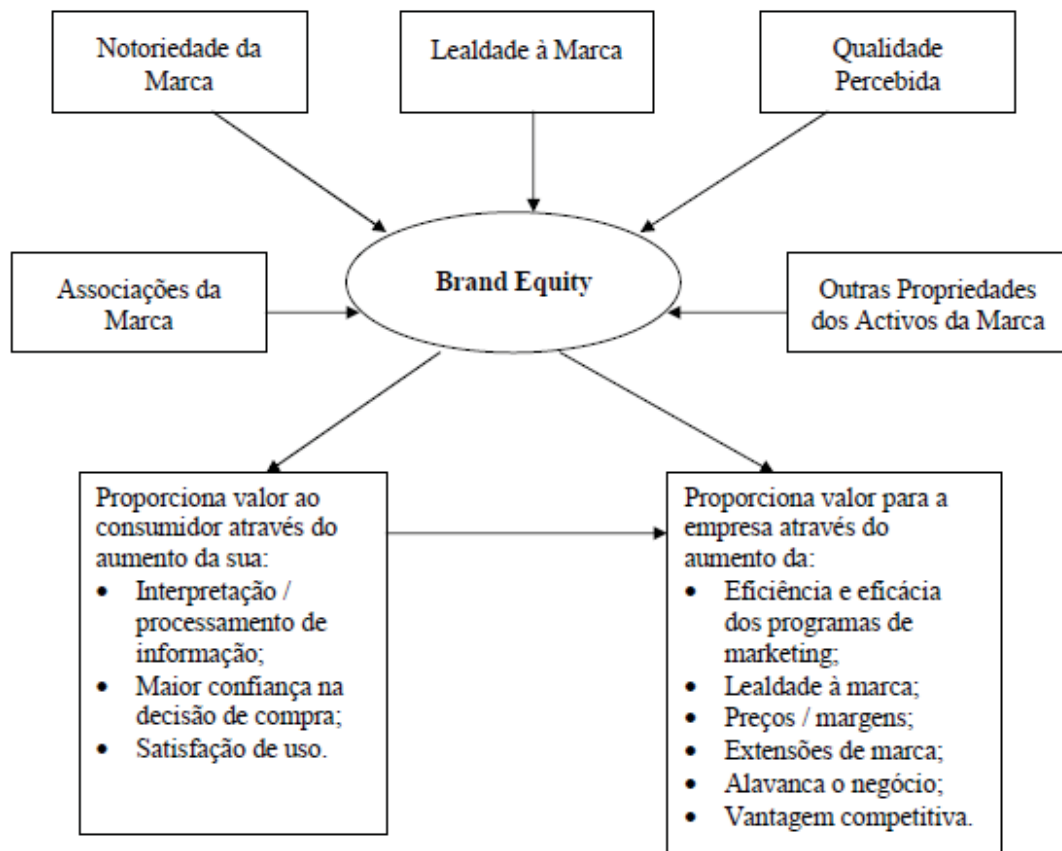 Notoriedade da
Marca
Lealdade à Marca
Qualidade
Percebida
Associações da
Marca
Brand Equity
Outras Propriedades
dos Activos da Marca
Proporciona valor ao
consumidor através do
aumento da sua:
• Interpretação /
processamento de
informação;
• Maior confiança na
decisão de compra;
• Satisfação de uso.
Proporciona valor para a
empresa através do
aumento da:
• Eficiência e eficácia
dos programas de
marketing;
• Lealdade à marca;
• Preços / margens;
• Extensões de marca;
• Alavanca o negócio;
• Vantagem competitiva.